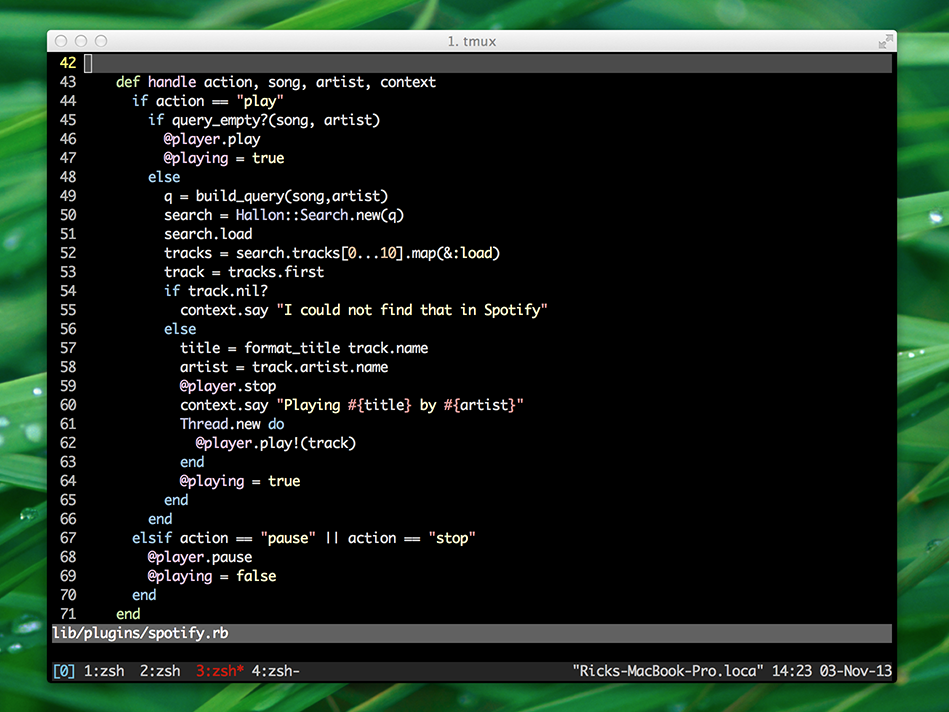 1. tmux
42
43     def handle action, song, artist, context
44       if action == "play"
45         if query_empty?(song, artist)
46           @player.play
47           @playing = true
48         else
49           q = build_query(song,artist)
50           search = Hallon::Search.new(q)
51           search.load
52           tracks = search.tracks[0...10].map(&:load)
53           track = tracks.first
54           if track.nil?
55             context.say "I could not find that in Spotify"
56           else
57             title = format_title track.name
58             artist = track.artist.name
59             @player.stop
60             context.say "Playing #{title} by #{artist}"
61             Thread.new do
62               @player.play!(track)
63             end
64             @playing = true
65           end
66         end
67       elsif action == "pause" || action == "stop"
68         @player.pause
69         @playing = false
70       end
71     end
lib/plugins/spotify.rb
[0] 1:zsh  2:zsh  3:zsh* 4:zsh- "Ricks-MacBook-Pro.loca" 14:23 03-Nov-13